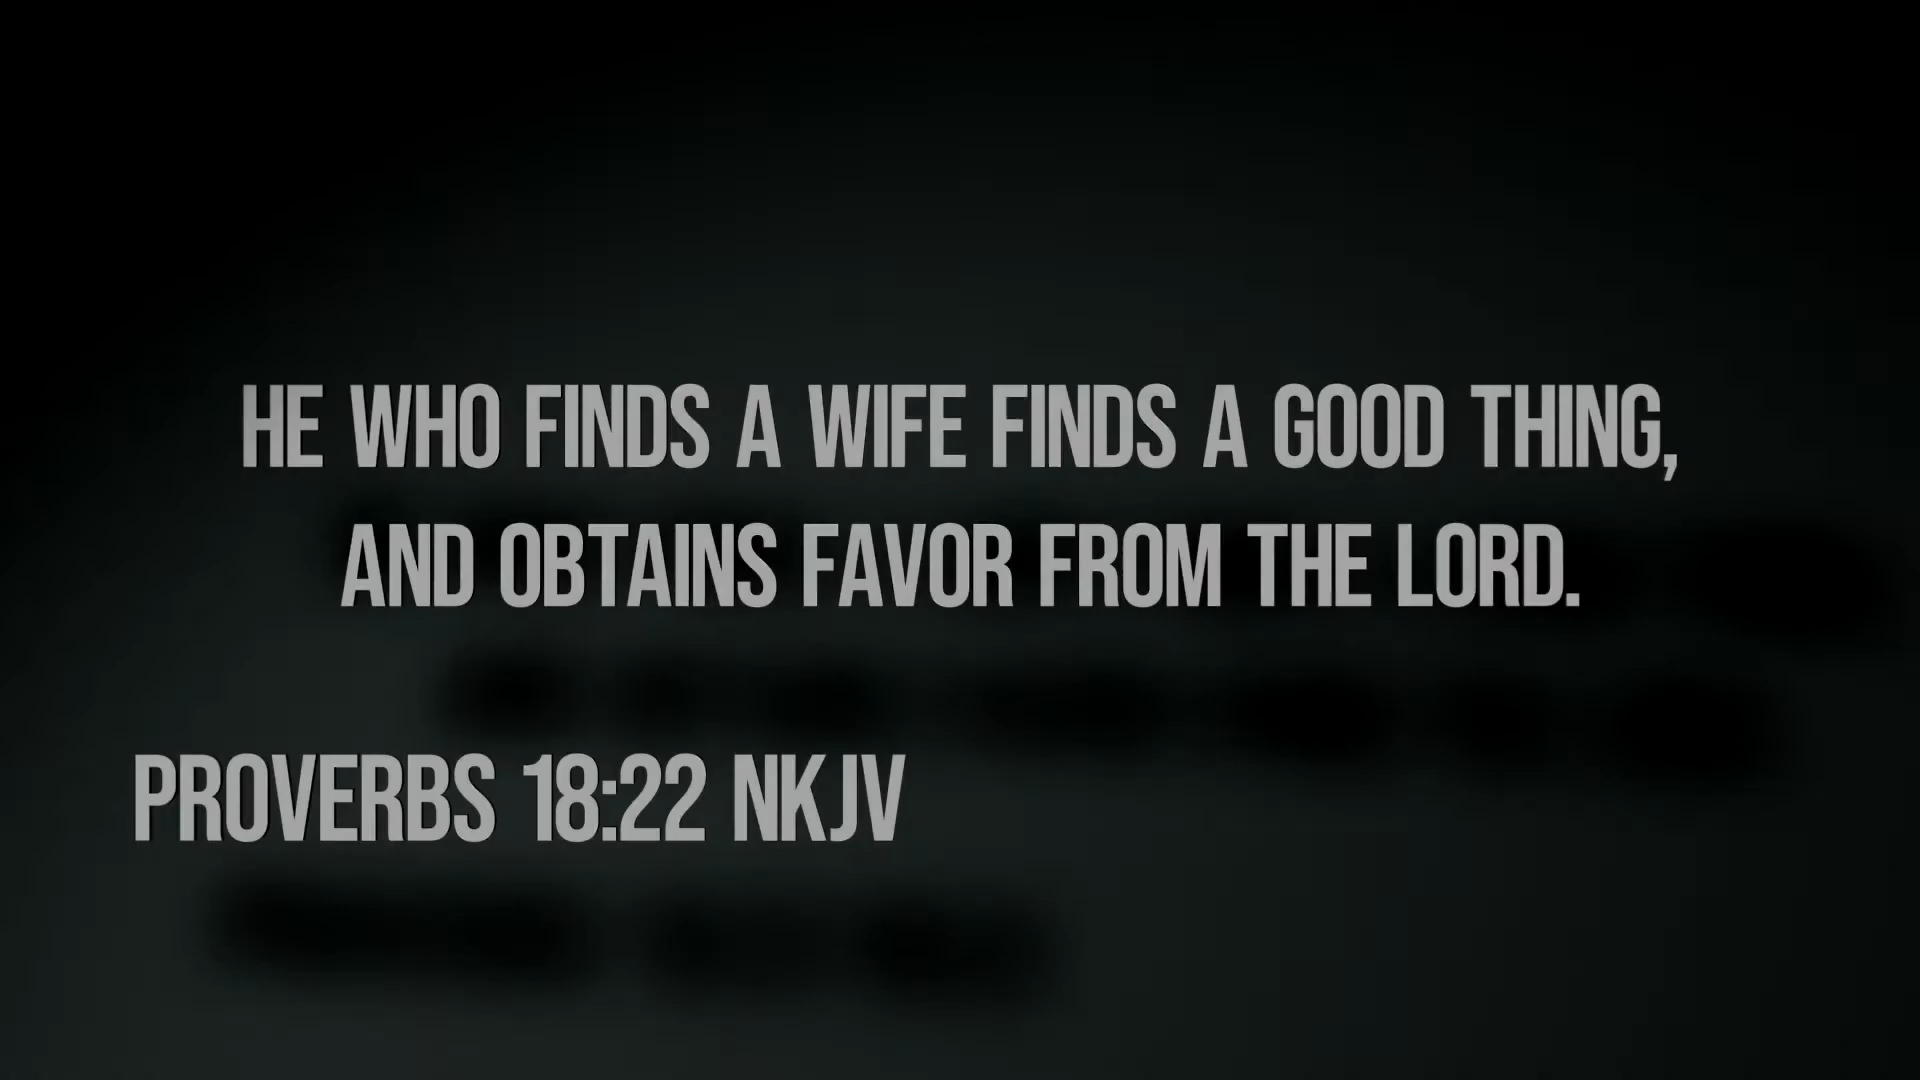 HE WHO FINDS A WIFE FINDS A GOOD THING,
AND OBTAINS FAVOR FROM THE LORD.
PROVERBS 18:22 NKJV